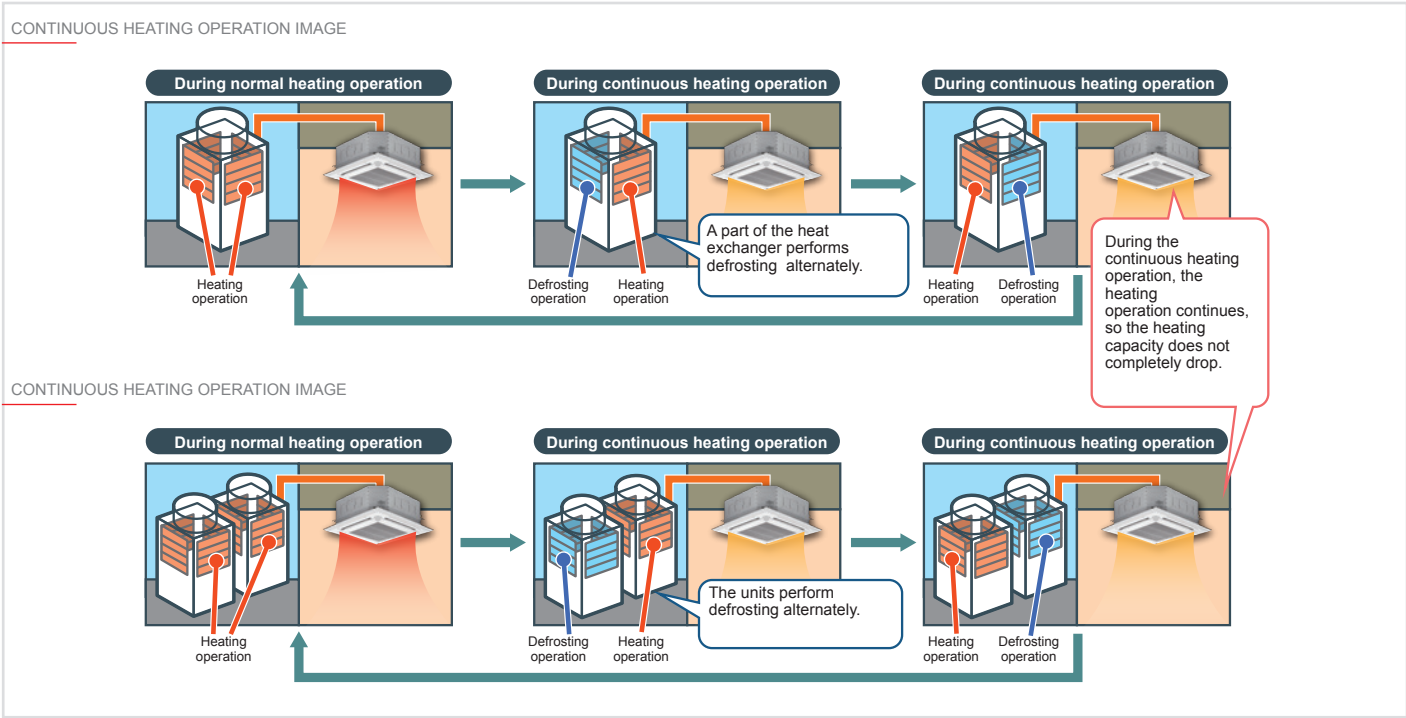 CONTINUOUS HEATING OPERATION IMAGE
During normal heating operation
During continuous heating operation
During continuous heating operation
Heating
operation
Defrosting
operation
Heating
operation
A part of the heat
exchanger performs
defrosting alternately.
Heating
operation
Defrosting
operation
During the
continuous heating
operation, the
heating
operation continues,
so the heating
capacity does not
completely drop.
CONTINUOUS HEATING OPERATION IMAGE
During normal heating operation
During continuous heating operation
During continuous heating operation
Heating
operation
Defrosting
operation
Heating
operation
The units perform
defrosting alternately.
Heating
operation
Defrosting
operation